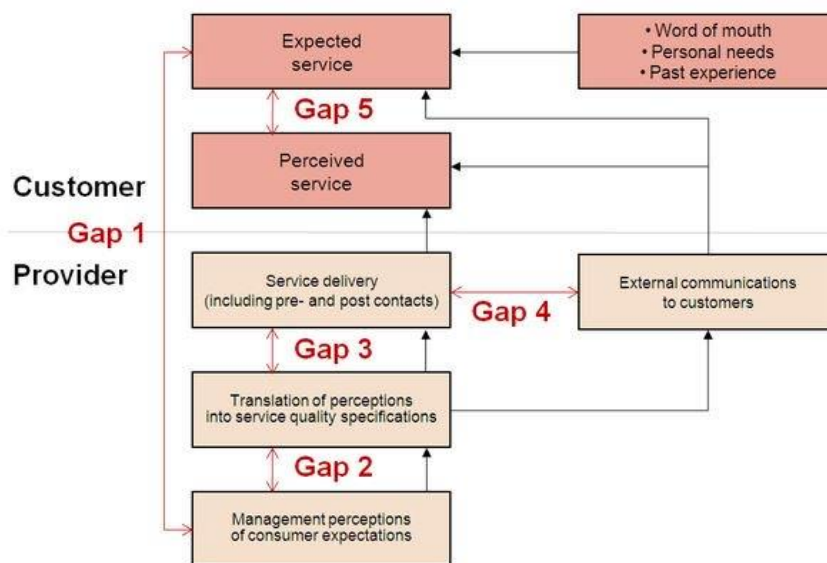 Expected
service
• Word of mouth
• Personal needs
• Past experience
Gap 5
Perceived
service
Customer
Gap 1
Provider
Service delivery
(including pre- and post contacts)
Gap 4
External communications
to customers
Gap 3
Translation of perceptions
into service quality specifications
Gap 2
Management perceptions
of consumer expectations